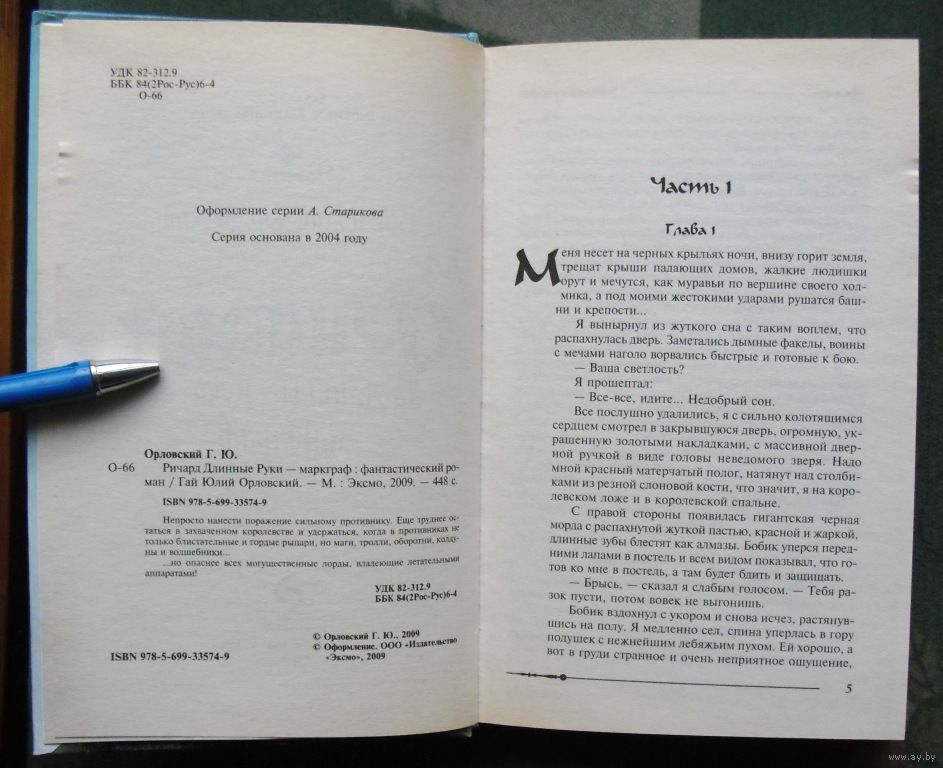 УДК 82-312.9
ББК 84(2Рос-Рус)6-4
О-66
Оформление серии А. Старикова
Серия основана в 2004 году
Орловский Г. Ю.
О-66 Ричард Длинные Руки — маркграф : фантастический ро-
ман / Гай Юлий Орловский. — М. : Эксмо, 2009. — 448 с.
ISBN 978-5-699-33574-9
Непросто нанести поражение сильному противнику. Еще труднее ос-
таться в захваченном королевстве и удержаться, когда в противниках не
только блистательные и гордые рыцари, но маги, тролли, оборотни, колду-
ны и волшебники...
...но опаснее всех могущественные лорды, владеющие летательными
аппаратами!
УДК 82-312.9
ББК 84(2Рос-Рус)6-4
© Орловский Г. Ю., 2009
© Оформление. ООО «Издательство
«Эксмо», 2009
ISBN 978-5-699-33574-9
Часть 1
Глава 1
Меня несет на черных крыльях ночи, внизу горит земля,
трещат крыши падающих домов, жалкие людишки
орут и мечутся, как муравьи по вершине своего хол-
мика, а под моими жестокими ударами рушатся баш-
ни и крепости...
Я вынырнул из жуткого сна с таким воплем, что
распахнулась дверь. Заметались дымные факелы, воины
с мечами наголо ворвались быстрые и готовые к бою.
— Ваша светлость?
Я прошептал:
— Все-все, идите... Недобрый сон.
Все послушно удалились, я с сильно колотящимся
сердцем смотрел в закрывшуюся дверь, огромную, ук-
рашенную золотыми накладками, с массивной двер-
ной ручкой в виде головы неведомого зверя. Надо
мной красный матерчатый полог, натянут над столби-
ками из резной слоновой кости, что значит, я на коро-
левском ложе и в королевской спальне.
С правой стороны появилась гигантская черная
морда с распахнутой жуткой пастью, красной и жаркой,
длинные зубы блестят как алмазы. Бобик уперся перед-
ними лапами в постель и всем видом показывал, что го-
тов ко мне в постель, а там будет бдить и защищать.
— Брысь, — сказал я слабым голосом. — Тебя ра-
зок пусти, потом вовек не выгонишь.
Бобик вздохнул с укором и снова исчез, растянув-
шись на полу. Я медленно сел, спина уперлась в гору
подушек с нежнейшим лебяжьим пухом. Ей хорошо, а
вот в груди странное и очень неприятное ощущение,
5
www.ay.by